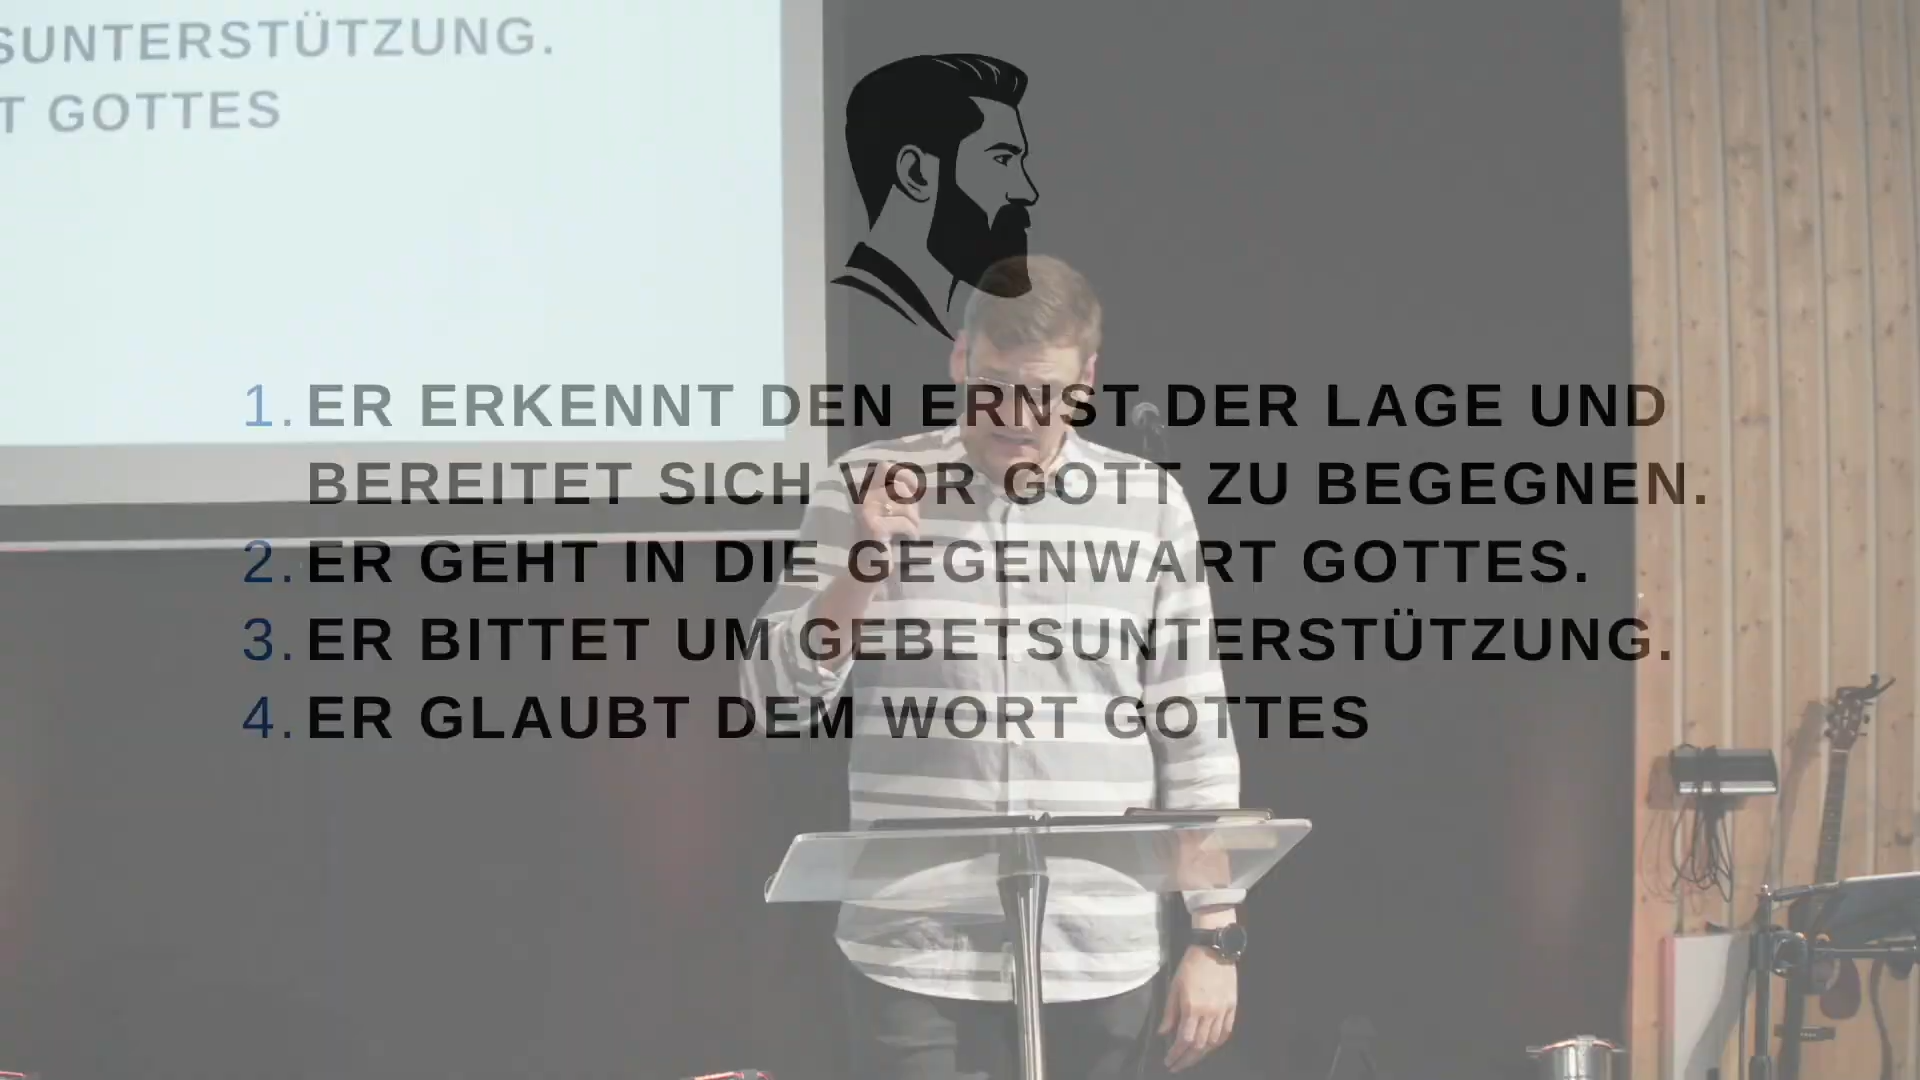 SUNTERSTÜTZUNG.
T GOTTES
1. ER ERKENNT DEN ERNST DER LAGE UND
BEREITET SICH VOR GOTT ZU BEGEGNEN.
2. ER GEHT IN DIE GEGENWART GOTTES.
3. ER BITTET UM GEBETSUNTERSTÜTZUNG.
4. ER GLAUBT DEM WORT GOTTES